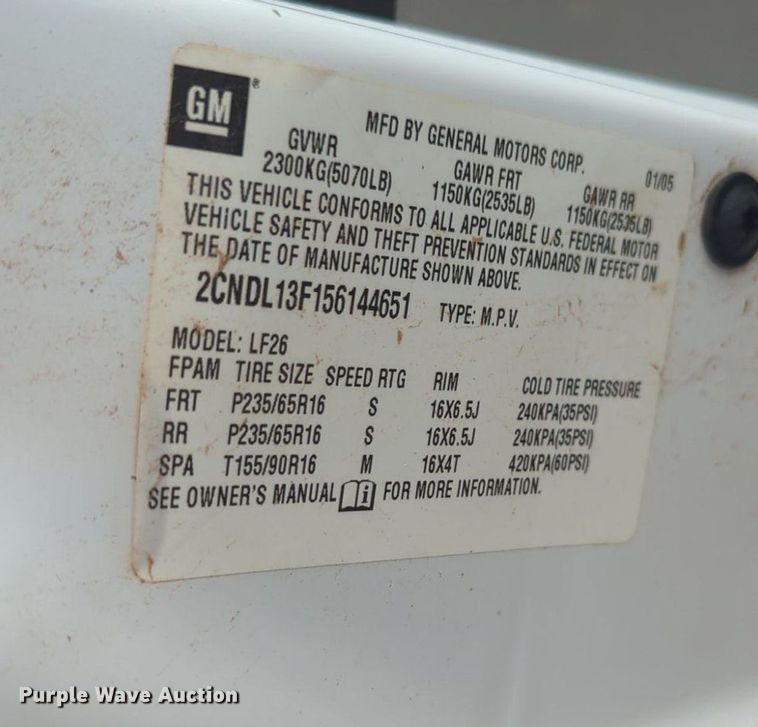 GM®
MFD BY GENERAL MOTORS CORP. 01/05
GVWR GAWR FRT GAWR RR
2300KG(5070LB) 1150KG(2535LB) 1150KG(2535LB)
THIS VEHICLE CONFORMS TO ALL APPLICABLE U.S. FEDERAL MOTOR
VEHICLE SAFETY AND THEFT PREVENTION STANDARDS IN EFFECT ON
THE DATE OF MANUFACTURE SHOWN ABOVE.
2CNDL13F156144651 TYPE: M.P.V.
MODEL: LF26
FPAM TIRE SIZE SPEED RTG RIM COLD TIRE PRESSURE
FRT P235/65R16 S 16X6.5J 240KPA(35PSI)
RR P235/65R16 S 16X6.5J 240KPA(35PSI)
SPA T155/90R16 M 16X4T 420KPA(60PSI)
SEE OWNER'S MANUAL i FOR MORE INFORMATION.
Purple Wave Auction